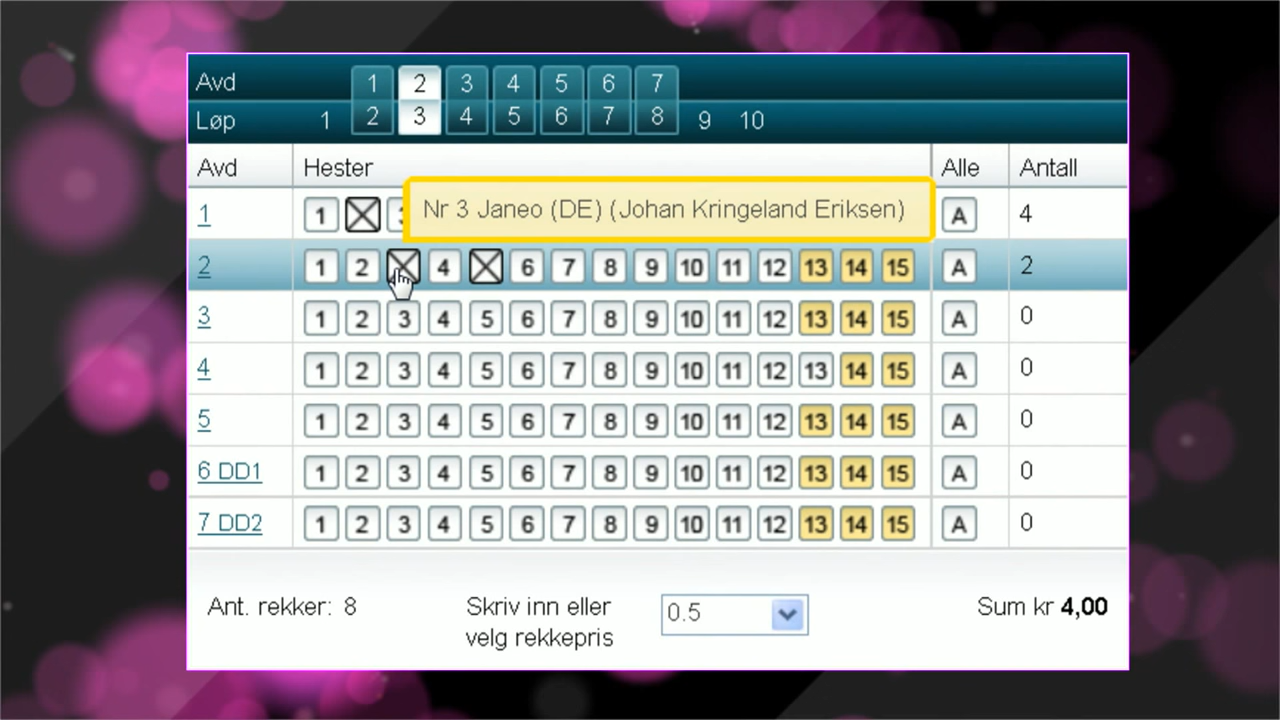 Avd 1 2 3 4 5 6 7
Løp 1 2 3 4 5 6 7 8 9 10
Avd Hester Alle Antall
1 1 Nr 3 Janeo (DE) (Johan Kringeland Eriksen) A 4
2 1 2 4 6 7 8 9 10 11 12 13 14 15 A 2
3 1 2 3 4 5 6 7 8 9 10 11 12 13 14 15 A 0
4 1 2 3 4 5 6 7 8 9 10 11 12 13 14 15 A 0
5 1 2 3 4 5 6 7 8 9 10 11 12 13 14 15 A 0
6 DD1 1 2 3 4 5 6 7 8 9 10 11 12 13 14 15 A 0
7 DD2 1 2 3 4 5 6 7 8 9 10 11 12 13 14 15 A 0
Ant. rekker: 8 Skriv inn eller 0.5 Sum kr 4,00
velg rekkepris